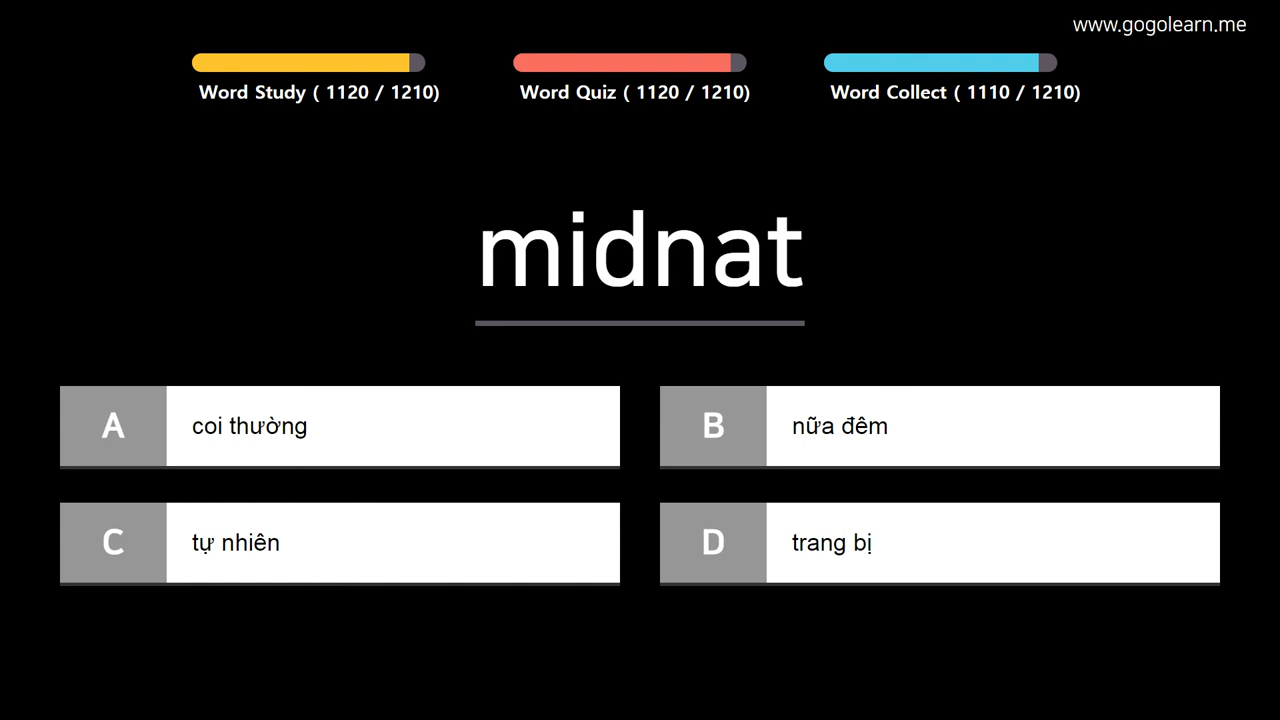 www.gogolearn.me
Word Study ( 1120 / 1210)
Word Quiz ( 1120 / 1210)
Word Collect ( 1110 / 1210)
midnat
A
coi thường
B
nữa đêm
C
tự nhiên
D
trang bị